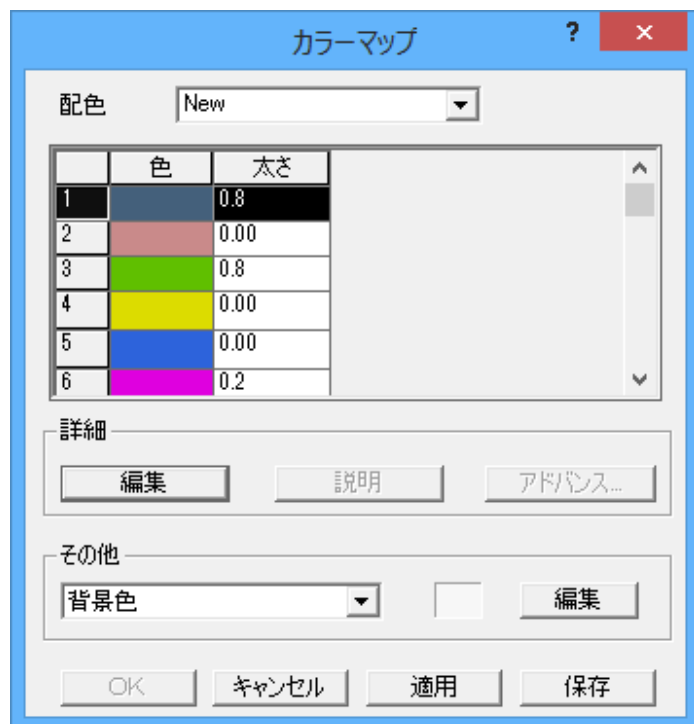 カラーマップ ? ×
配色 New
色 太さ
1 0.8
2 0.00
3 0.8
4 0.00
5 0.00
6 0.2
詳細
編集 説明 アドバンス...
その他
背景色 編集
OK キャンセル 適用 保存